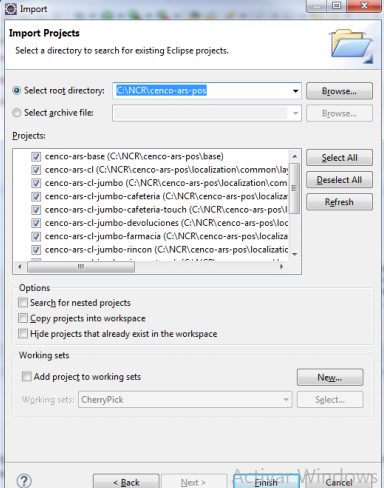 Import
Import Projects
Select a directory to search for existing Eclipse projects.
Select root directory:
C:\NCR\cenco-ars-pos
Browse...
Select archive file:
Browse...
Projects:
cenco-ars-base (C:\NCR\cenco-ars-pos\base)
cenco-ars-cl (C:\NCR\cenco-ars-pos\localization\common\lay
cenco-ars-cl-jumbo (C:\NCR\cenco-ars-pos\localization\com
cenco-ars-cl-jumbo-cafeteria (C:\NCR\cenco-ars-pos\localiz
cenco-ars-cl-jumbo-cafeteria-touch (C:\NCR\cenco-ars-pos\l
cenco-ars-cl-jumbo-devoluciones (C:\NCR\cenco-ars-pos\loc
cenco-ars-cl-jumbo-farmacia (C:\NCR\cenco-ars-pos\localiza
cenco-ars-cl-jumbo-rincon (C:\NCR\cenco-ars-pos\localizatic
Select All
Deselect All
Refresh
Options
Search for nested projects
Copy projects into workspace
Hide projects that already exist in the workspace
Working sets
Add project to working sets
New...
Working sets:
CherryPick
Select...
Activar Windows
?
< Back
Next >
Finish
Cancel